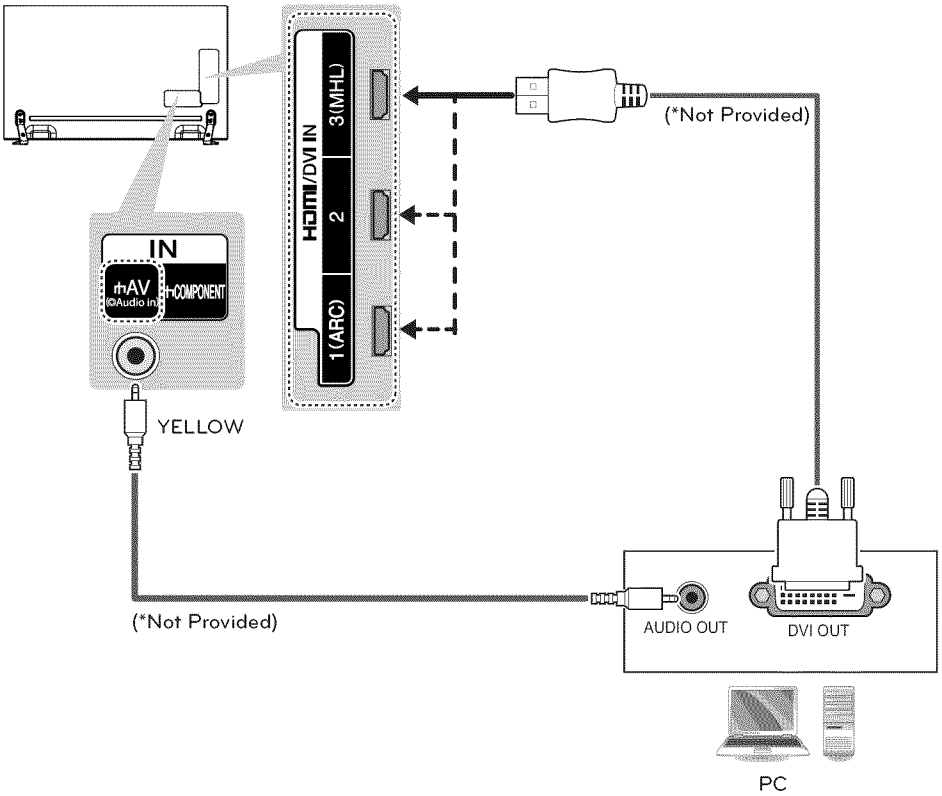 HDMI/DVI IN
3(MHL)
2
1(ARC)
(*Not Provided)
IN
AV
(Audio in)
COMPONENT
YELLOW
(*Not Provided)
AUDIO OUT
DVI OUT
PC